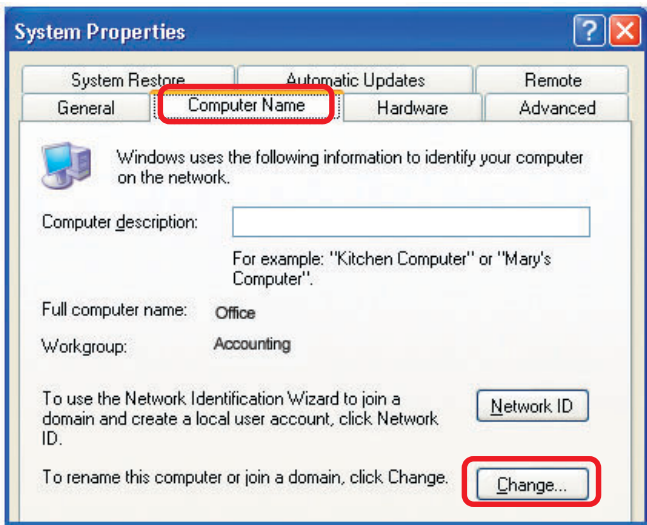 System Properties
System Restore Automatic Updates Remote
General Computer Name Hardware Advanced
Windows uses the following information to identify your computer
on the network.
Computer description:
For example: "Kitchen Computer" or "Mary's
Computer".
Full computer name: Office
Workgroup: Accounting
To use the Network Identification Wizard to join a
domain and create a local user account, click Network
ID.
Network ID
To rename this computer or join a domain, click Change.
Change...